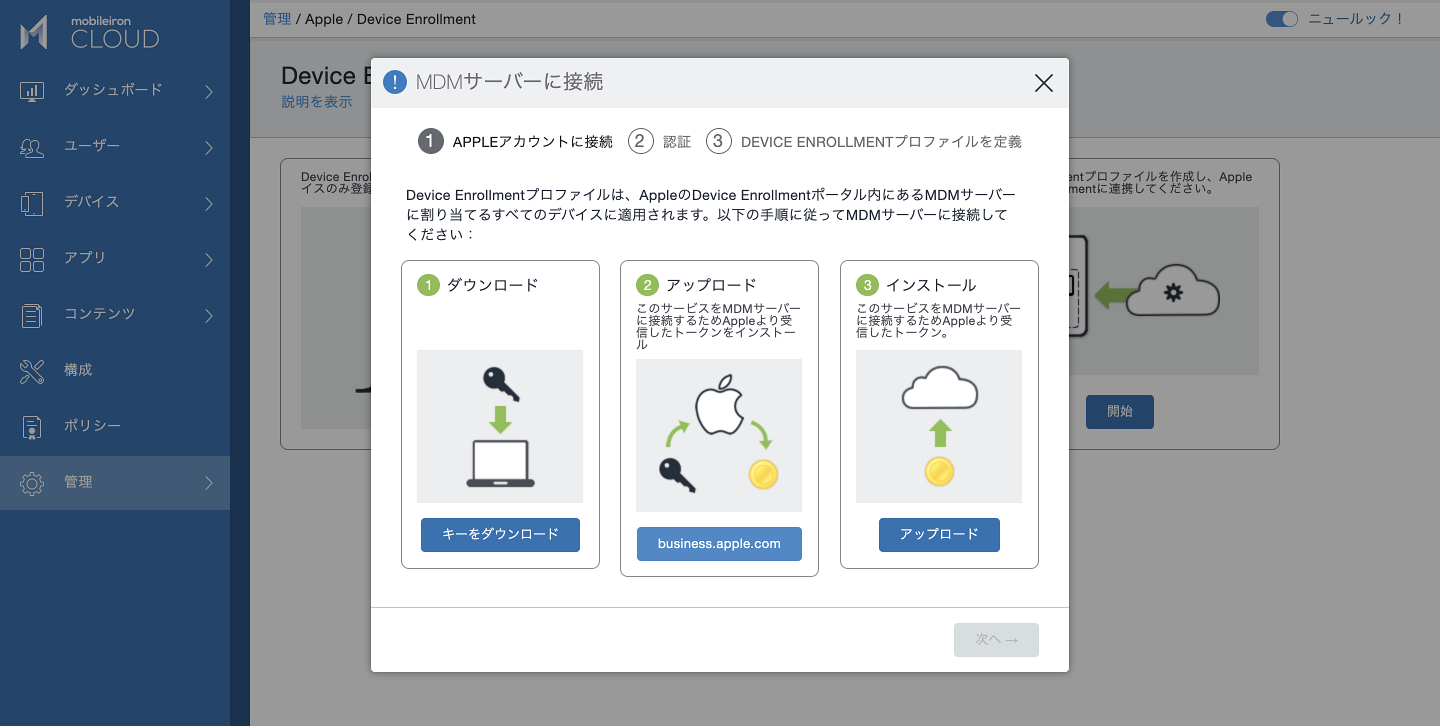 mobileiron
CLOUD
ダッシュボード
ユーザー
デバイス
アプリ
コンテンツ
構成
ポリシー
管理
管理 / Apple / Device Enrollment
ニュールック！
Device E
説明を表示
Device Enrol
イスのみ登録
mentプロファイルを作成し、Apple
mentに連携してください。
開始
! MDMサーバーに接続
1 APPLEアカウントに接続 2 認証 3 DEVICE ENROLLMENTプロファイルを定義
Device Enrollmentプロファイルは、AppleのDevice Enrollmentポータル内にあるMDMサーバー
に割り当てるすべてのデバイスに適用されます。以下の手順に従ってMDMサーバーに接続して
ください：
1 ダウンロード
キーをダウンロード
2 アップロード
このサービスをMDMサーバー
に接続するためAppleより受
信したトークンをインストー
ル
business.apple.com
3 インストール
このサービスをMDMサーバー
に接続するためAppleより受
信したトークン。
アップロード
次へ →